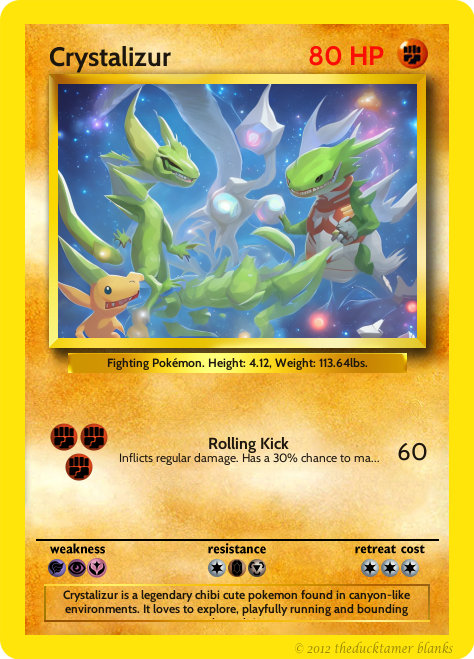 Crystalizur
80 HP
Fighting Pokémon. Height: 4.12, Weight: 113.64lbs.
Rolling Kick
Inflicts regular damage. Has a 30% chance to ma...
60
weakness
resistance
retreat cost
Crystalizur is a legendary chibi cute pokemon found in canyon-like
environments. It loves to explore, playfully running and bounding
© 2012 theducktamer blanks